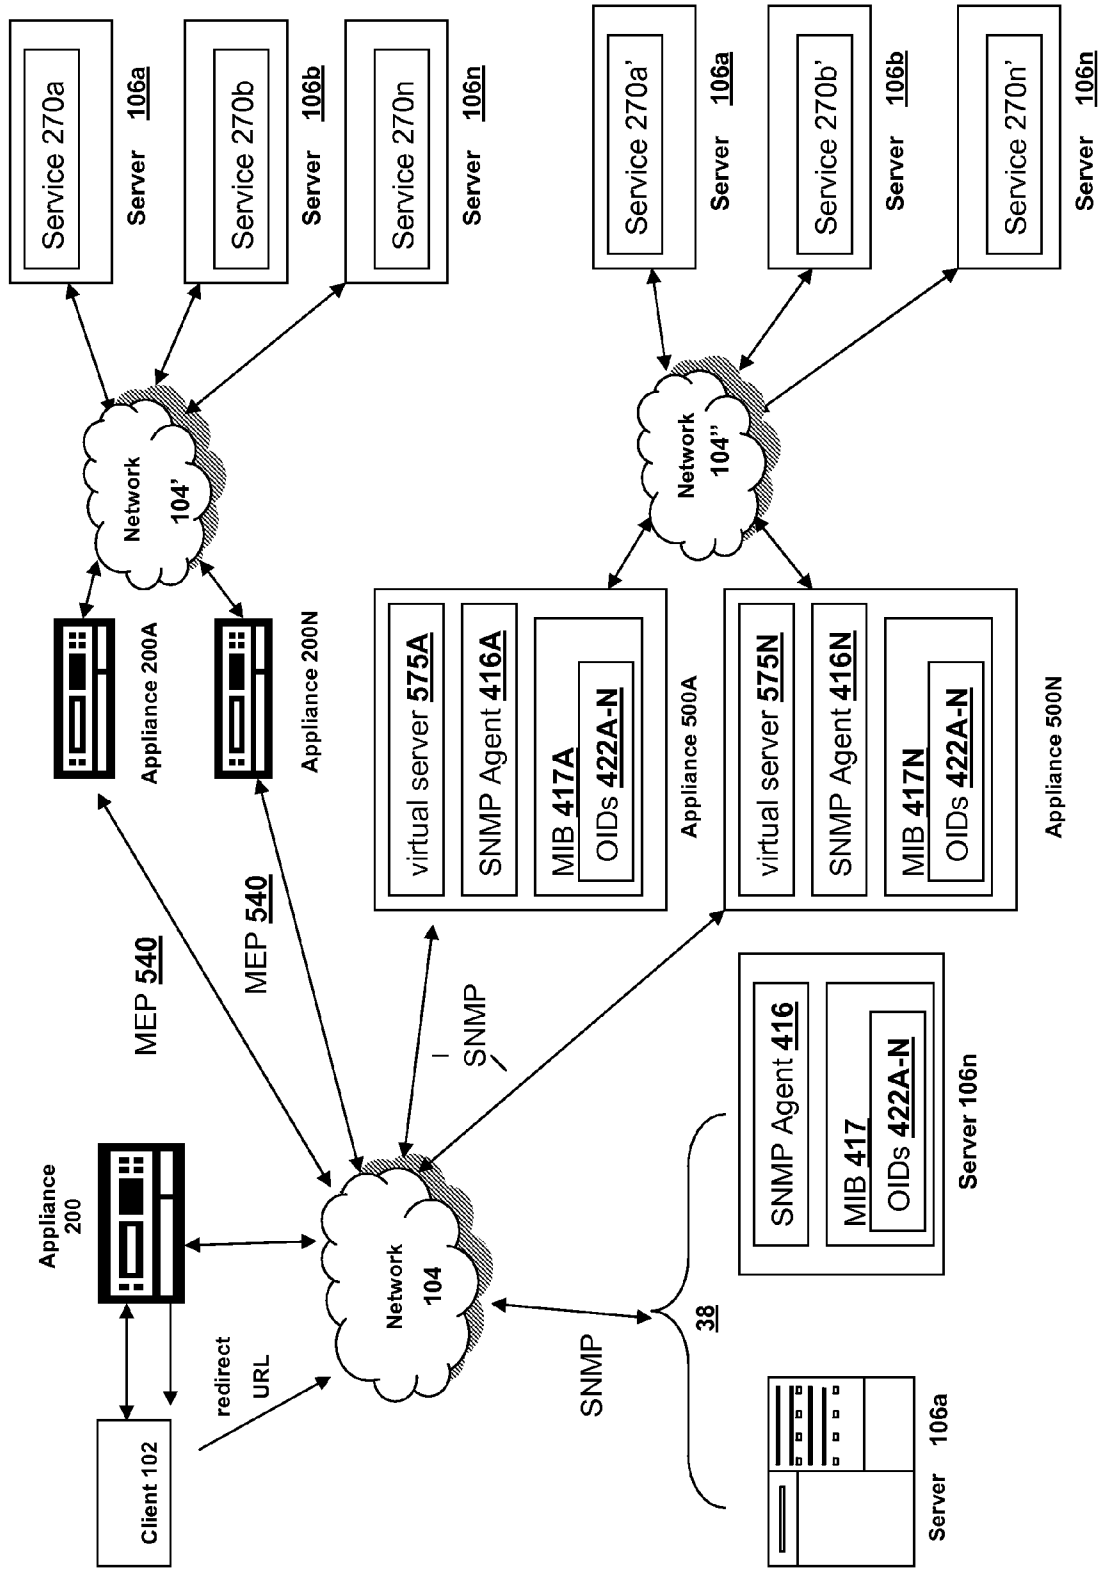 Client 102
redirect
URL
Appliance
200
Network
104
MEP 540
MEP 540
Appliance 200A
Appliance 200N
Network
104'
Service 270a
Server 106a
Service 270b
Server 106b
Service 270n
Server 106n
SNMP
virtual server 575A
SNMP Agent 416A
MIB 417A
OIDs 422A-N
Appliance 500A
virtual server 575N
SNMP Agent 416N
MIB 417N
OIDs 422A-N
Appliance 500N
Network
104"
Service 270a'
Server 106a
Service 270b'
Server 106b
Service 270n'
Server 106n
SNMP
38
Server 106a
SNMP Agent 416
MIB 417
OIDs 422A-N
Server 106n